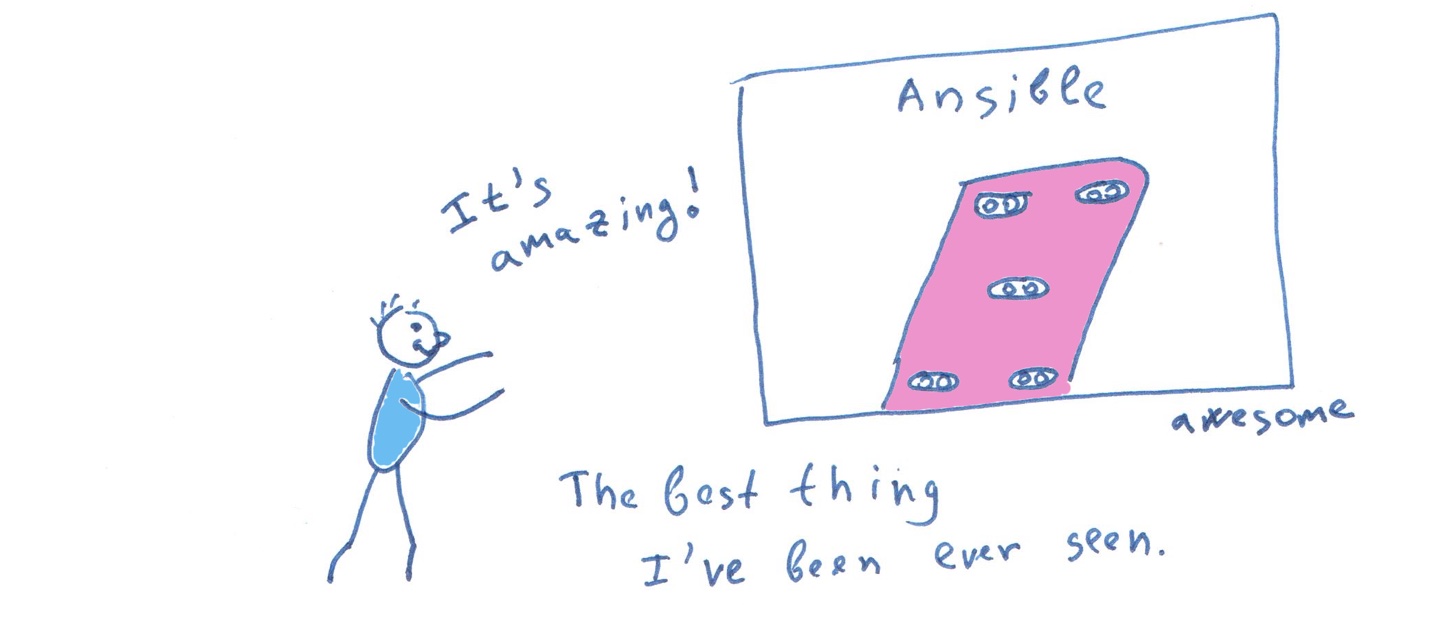 Ansible
It's
amazing!
awesome
The best thing
I've been ever seen.